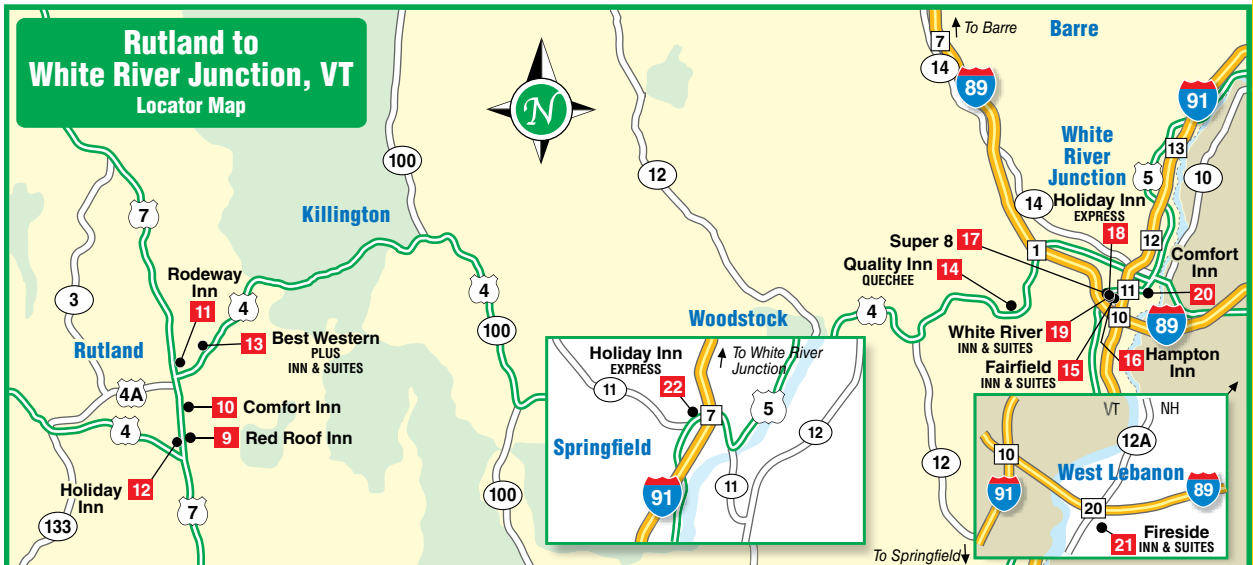 Rutland to
White River Junction, VT
Locator Map
N
To Barre
Barre
7
14
89
91
White
River
Junction
13
5
10
100
12
7
Killington
14
Holiday Inn
EXPRESS
18
12
Super 8 17
1
Quality Inn 14
QUECHEE
Comfort
Inn
20
11
10
89
Rodeway
Inn
11
3
4
4
100
4
Woodstock
White River 19
INN & SUITES
Fairfield 15
INN & SUITES
16 Hampton
Inn
Rutland
13 Best Western
PLUS
INN & SUITES
4A
10 Comfort Inn
4
9 Red Roof Inn
Holiday 12
Inn
133
7
100
Holiday Inn
EXPRESS
22
To White River
Junction
11
7
5
12
Springfield
91
11
12
To Springfield
VT
NH
12A
10
West Lebanon
91
89
20
21 Fireside
INN & SUITES